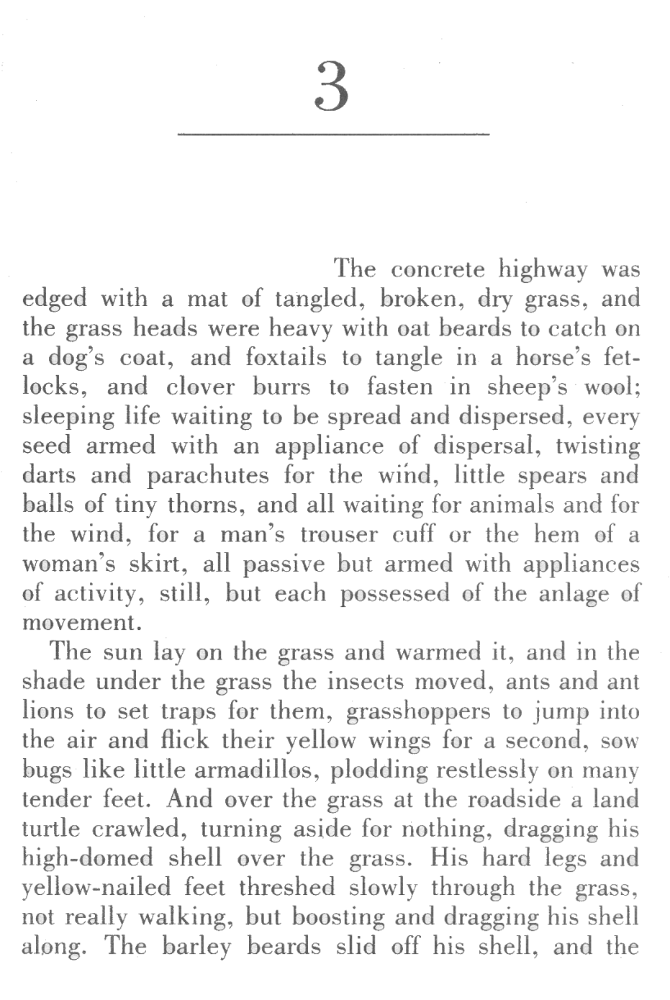 3
The concrete highway was
edged with a mat of tangled, broken, dry grass, and
the grass heads were heavy with oat beards to catch on
a dog's coat, and foxtails to tangle in a horse's fet-
locks, and clover burrs to fasten in sheep's wool;
sleeping life waiting to be spread and dispersed, every
seed armed with an appliance of dispersal, twisting
darts and parachutes for the wind, little spears and
balls of tiny thorns, and all waiting for animals and for
the wind, for a man's trouser cuff or the hem of a
woman's skirt, all passive but armed with appliances
of activity, still, but each possessed of the anlage of
movement.
The sun lay on the grass and warmed it, and in the
shade under the grass the insects moved, ants and ant
lions to set traps for them, grasshoppers to jump into
the air and flick their yellow wings for a second, sow
bugs like little armadillos, plodding restlessly on many
tender feet. And over the grass at the roadside a land
turtle crawled, turning aside for nothing, dragging his
high-domed shell over the grass. His hard legs and
yellow-nailed feet threshed slowly through the grass,
not really walking, but boosting and dragging his shell
along. The barley beards slid off his shell, and the